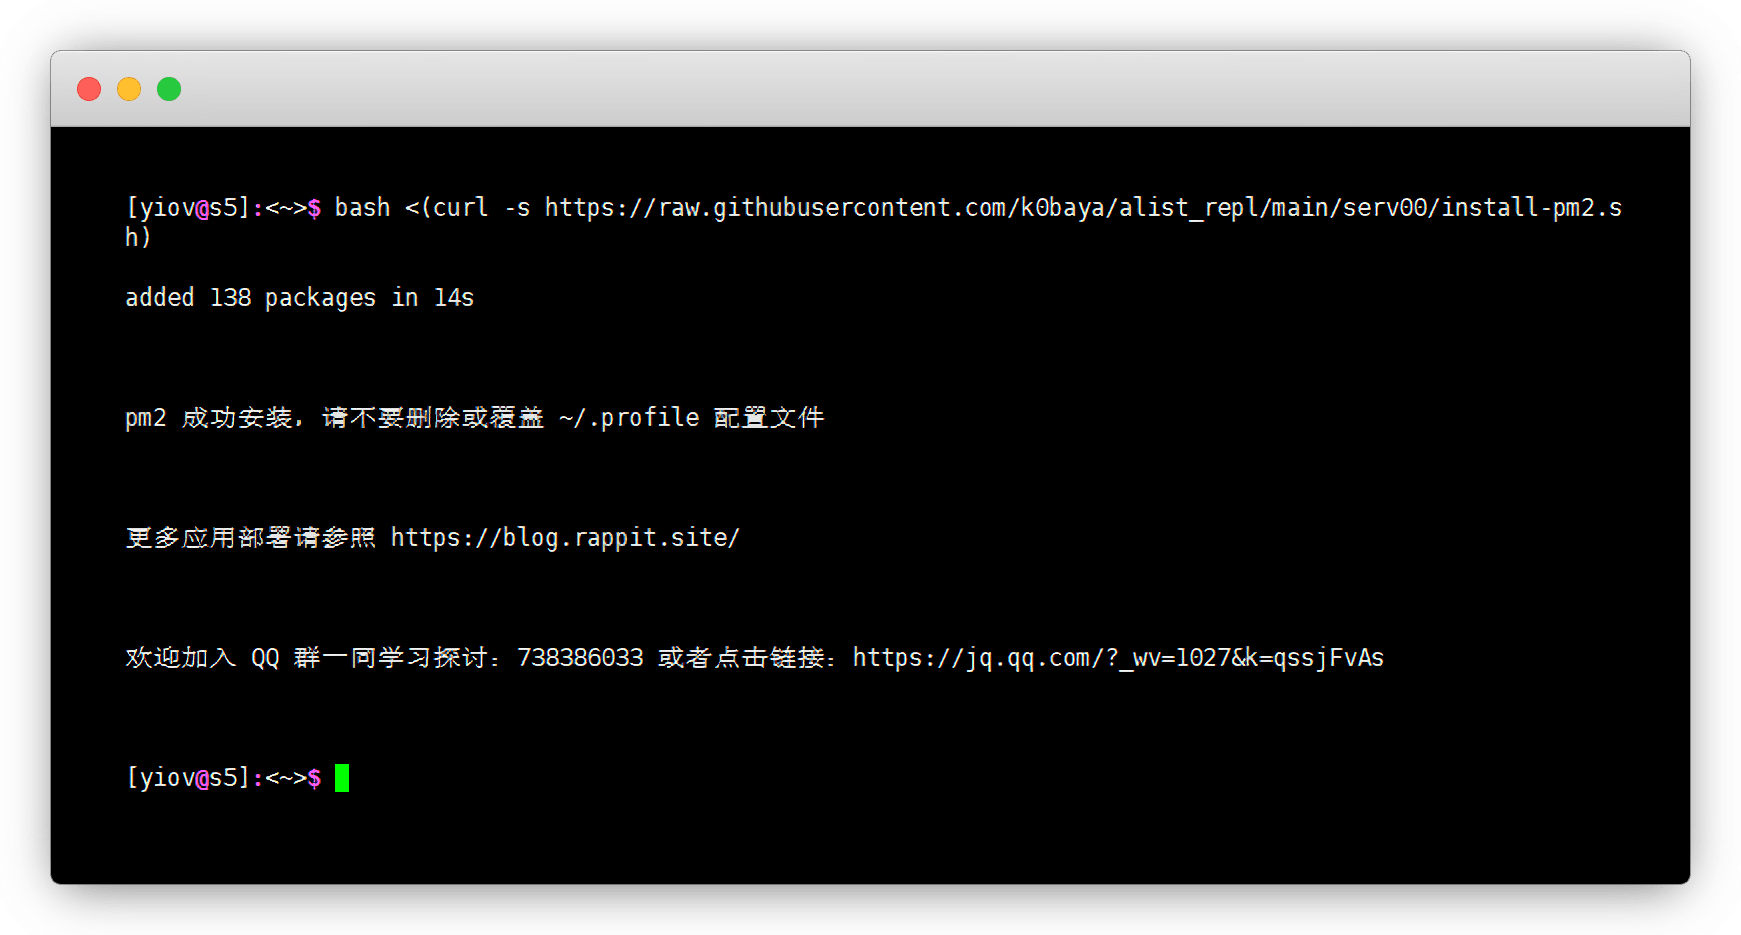 [yiov@s5]:<~>$ bash <(curl -s https://raw.githubusercontent.com/k0baya/alist_repl/main/serv00/install-pm2.s
h)
added 138 packages in 14s
pm2 成功安装，请不要删除或覆盖 ~/.profile 配置文件
更多应用部署请参照 https://blog.rappit.site/
欢迎加入 QQ 群一同学习探讨：738386033 或者点击链接：https://jq.qq.com/?_wv=1027&k=qssjFvAs
[yiov@s5]:<~>$